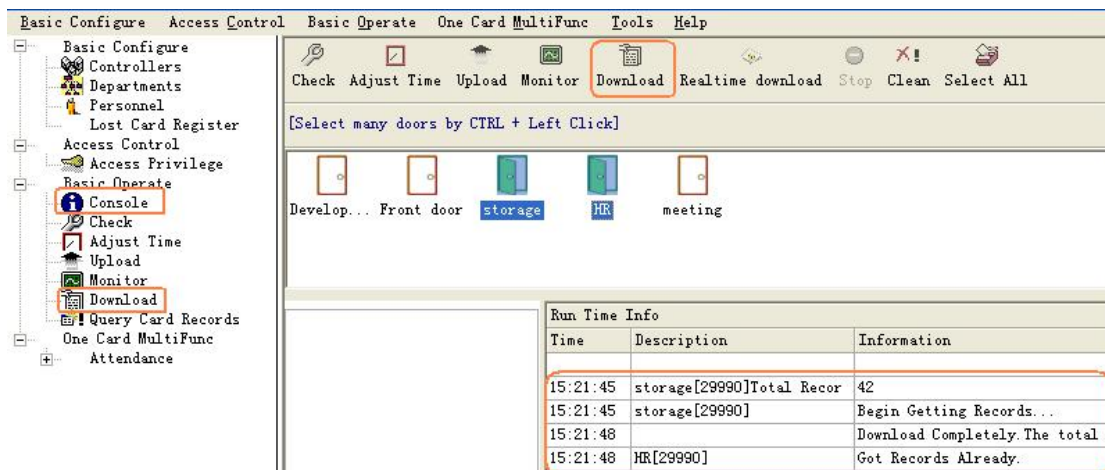 Basic Configure Access Control Basic Operate One Card MultiFunc Tools Help
Basic Configure
Controllers
Departments
Personnel
Lost Card Register
Access Control
Access Privilege
Basic Operate
Console
Check
Adjust Time
Upload
Monitor
Download
Query Card Records
One Card MultiFunc
Attendance
Check Adjust Time Upload Monitor Download Realtime download Stop Clean Select All
[Select many doors by CTRL + Left Click]
Develop... Front door storage HR meeting
Run Time Info
Time Description Information
15:21:45 storage[29990]Total Recor 42
15:21:45 storage[29990] Begin Getting Records...
15:21:48 Download Completely.The total
15:21:48 HR[29990] Got Records Already.